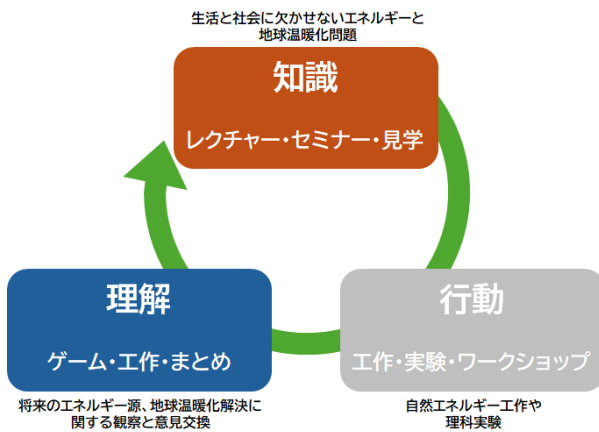 生活と社会に欠かせないエネルギーと
地球温暖化問題
知識
レクチャー・セミナー・見学
理解
ゲーム・工作・まとめ
将来のエネルギー源、地球温暖化解決に
関する観察と意見交換
行動
工作・実験・ワークショップ
自然エネルギー工作や
理科実験